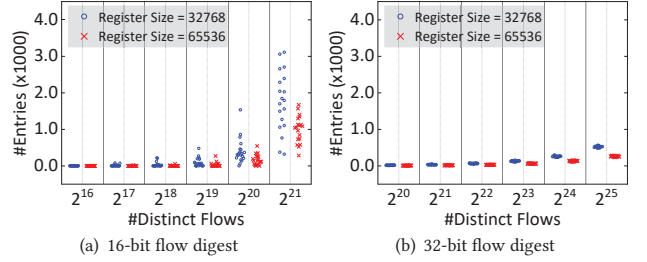 4.0
3.0
2.0
1.0
0.0
#Entries (x1000)
Register Size = 32768
Register Size = 65536
2^16 2^17 2^18 2^19 2^20 2^21
#Distinct Flows
(a) 16-bit flow digest
4.0
3.0
2.0
1.0
0.0
#Entries (x1000)
Register Size = 32768
Register Size = 65536
2^20 2^21 2^22 2^23 2^24 2^25
#Distinct Flows
(b) 32-bit flow digest